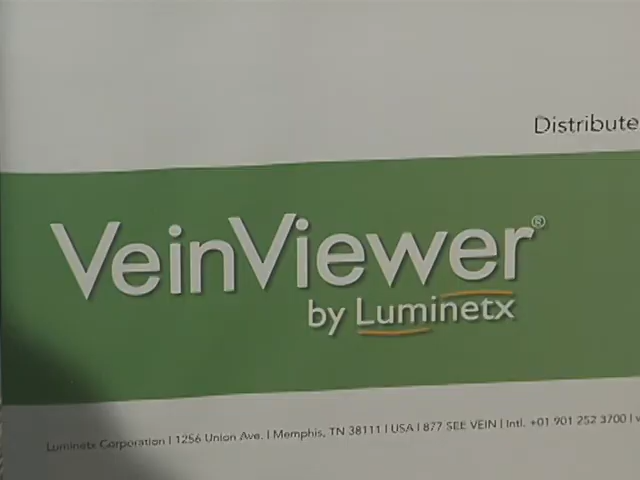 Distribute
VeinViewer®
by Luminetx
Luminetx Corporation | 1256 Union Ave. | Memphis, TN 38111 | USA | 877 SEE VEIN | Intl. +01 901 252 3700 |